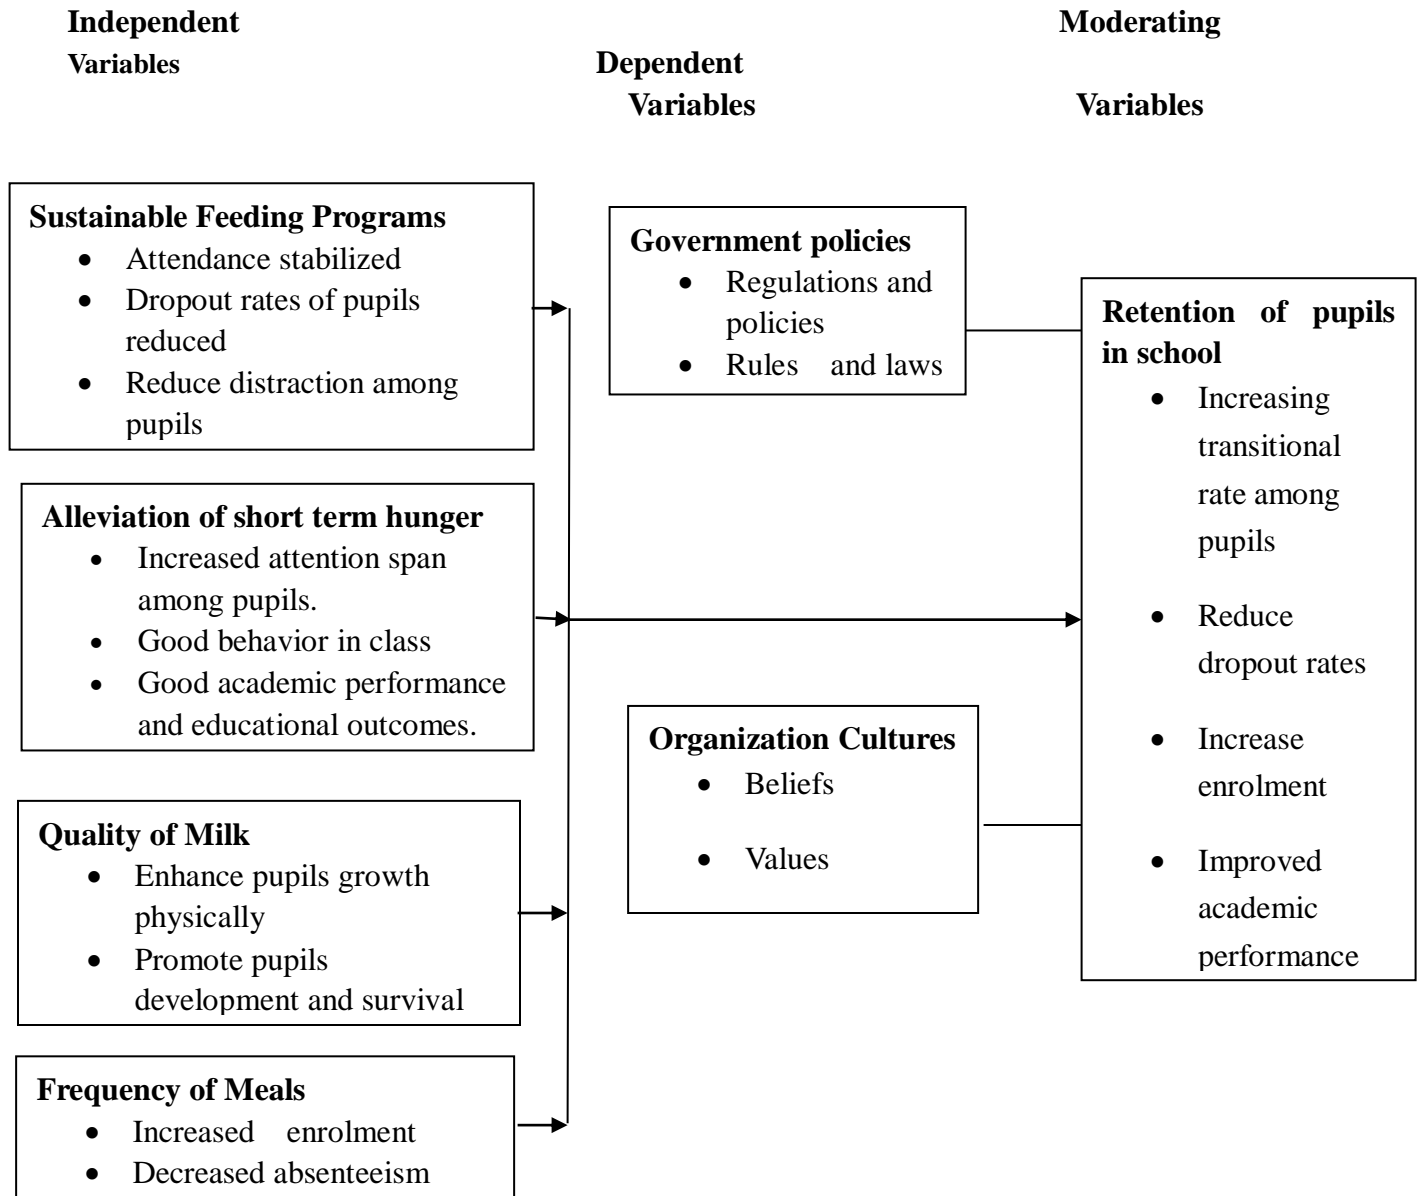 Independent
Variables
Moderating
Dependent
Variables
Variables
Sustainable Feeding Programs
• Attendance stabilized
• Dropout rates of pupils
reduced
• Reduce distraction among
pupils
Alleviation of short term hunger
• Increased attention span
among pupils.
• Good behavior in class
• Good academic performance
and educational outcomes.
Quality of Milk
• Enhance pupils growth
physically
• Promote pupils
development and survival
Frequency of Meals
• Increased enrolment
• Decreased absenteeism
Government policies
• Regulations and
policies
• Rules and laws
Organization Cultures
• Beliefs
• Values
Retention of pupils
in school
• Increasing
transitional
rate among
pupils
• Reduce
dropout rates
• Increase
enrolment
• Improved
academic
performance